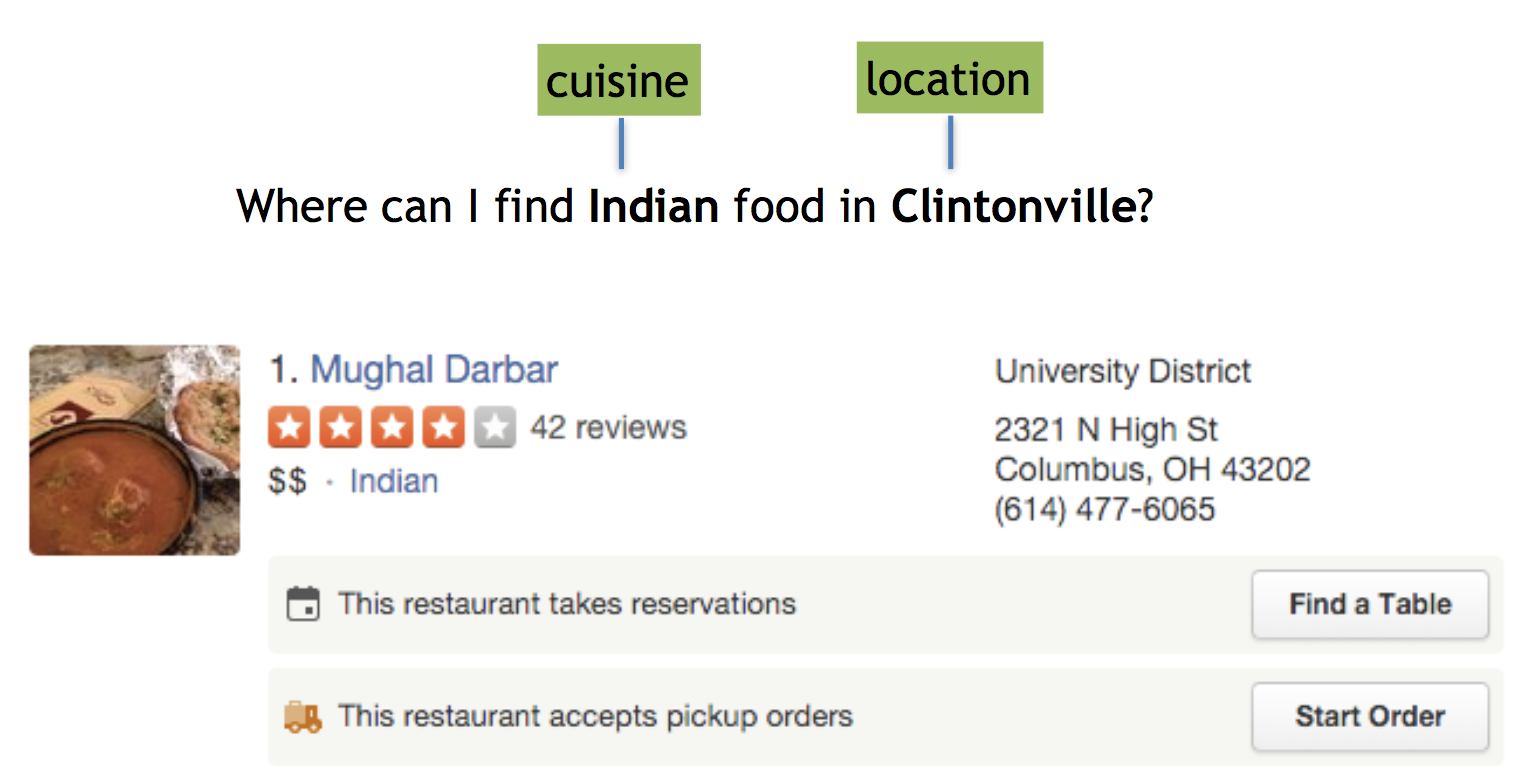 cuisine
location
Where can I find Indian food in Clintonville?
1. Mughal Darbar
42 reviews
$$ · Indian
University District
2321 N High St
Columbus, OH 43202
(614) 477-6065
This restaurant takes reservations
Find a Table
This restaurant accepts pickup orders
Start Order